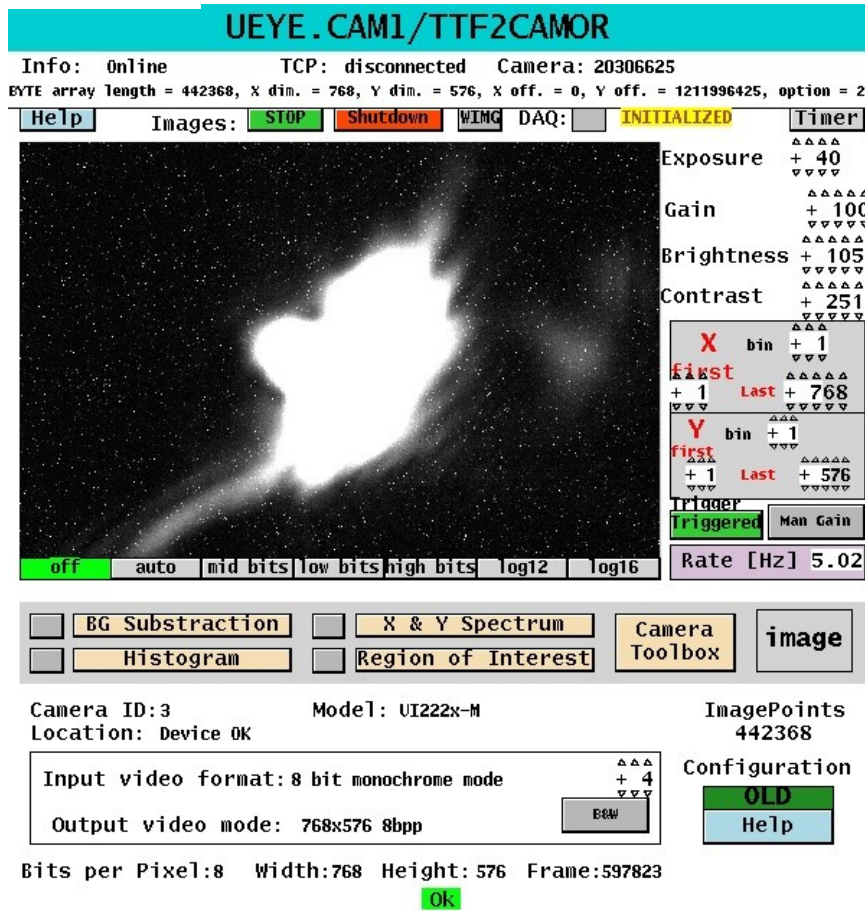 UEYE.CAM1/TTF2CAMOR
Info: Online TCP: disconnected Camera: 20306625
BYTE array length = 442368, X dim. = 768, Y dim. = 576, X off. = 0, Y off. = 1211996425, option = 2
Help Images: STOP Shutdown WIMG DAQ: INITIALIZED Timer
Exposure + 40
Gain + 100
Brightness + 105
Contrast + 251
X bin + 1
first
+ 1 Last + 768
Y bin + 1
first
+ 1 Last + 576
Trigger
Triggered Man Gain
off auto mid bits low bits high bits log12 log16
Rate [Hz] 5.02
BG Substraction X & Y Spectrum Camera Toolbox image
Histogram Region of Interest
Camera ID:3 Model: UI222x-M ImagePoints
Location: Device OK 442368
Configuration
Input video format: 8 bit monochrome mode + 4
OLD
Output video mode: 768x576 8bpp B&W Help
Bits per Pixel:8 Width:768 Height: 576 Frame:597823
Ok